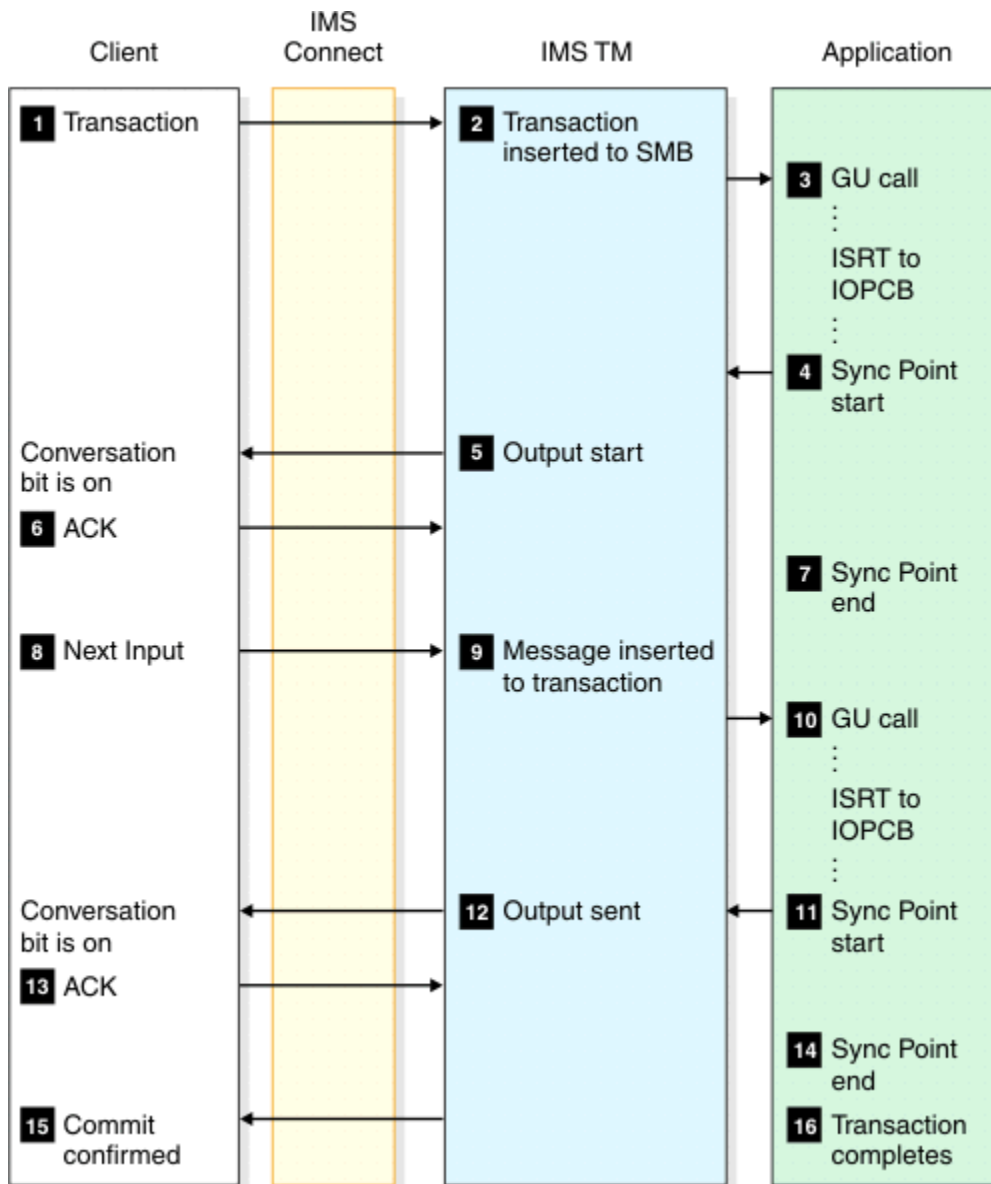 Client
IMS
Connect
IMS TM
Application
1 Transaction
2 Transaction
inserted to SMB
3 GU call
ISRT to
IOPCB
4 Sync Point
start
Conversation
bit is on
5 Output start
6 ACK
7 Sync Point
end
8 Next Input
9 Message inserted
to transaction
10 GU call
ISRT to
IOPCB
Conversation
bit is on
12 Output sent
11 Sync Point
start
13 ACK
14 Sync Point
end
15 Commit
confirmed
16 Transaction
completes